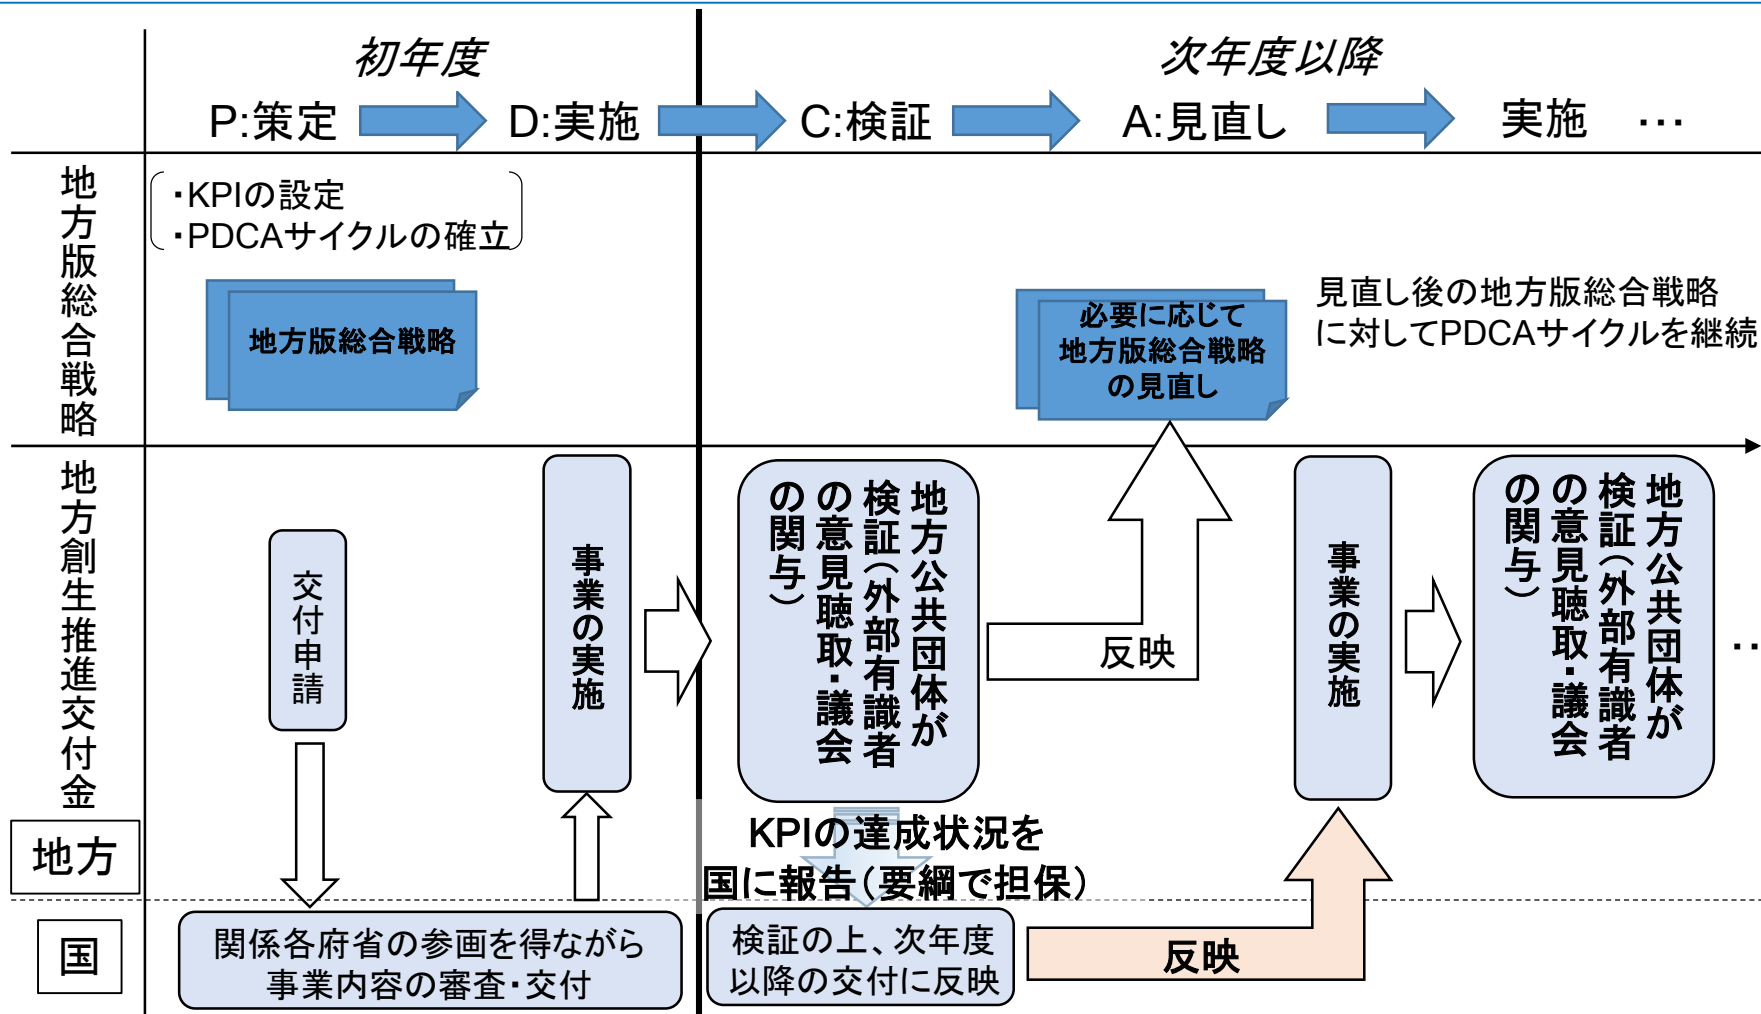 初年度
次年度以降
P:策定
D:実施
C:検証
A:見直し
実施
…
地方版総合戦略
・KPIの設定
・PDCAサイクルの確立
地方版総合戦略
必要に応じて
地方版総合戦略
の見直し
見直し後の地方版総合戦略
に対してPDCAサイクルを継続
地方創生推進交付金
交付申請
事業の実施
地方公共団体が
検証（外部有識者
の意見聴取・議会
の関与）
反映
事業の実施
地方公共団体が
検証（外部有識者
の意見聴取・議会
の関与）
…
地方
KPIの達成状況を
国に報告（要綱で担保）
国
関係各府省の参画を得ながら
事業内容の審査・交付
検証の上、次年度
以降の交付に反映
反映